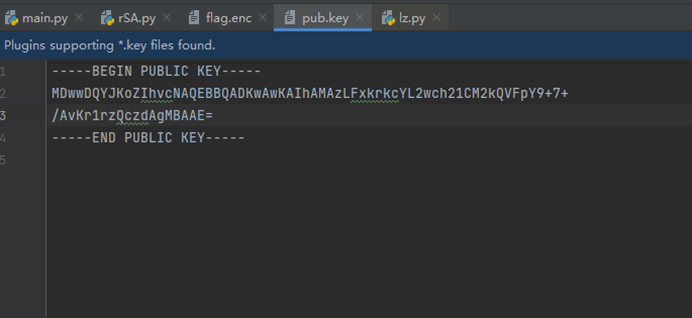 main.py rSA.py flag.enc pub.key lz.py
Plugins supporting *.key files found.
1 -----BEGIN PUBLIC KEY-----
2 MDwwDQYJKoZIhvcNAQEBBQADKwAwKAIhAMAzLFxkrkcYL2wch21CM2kQVFpY9+7+
3 /AvKr1rzQczdAgMBAAE=
4 -----END PUBLIC KEY-----
5